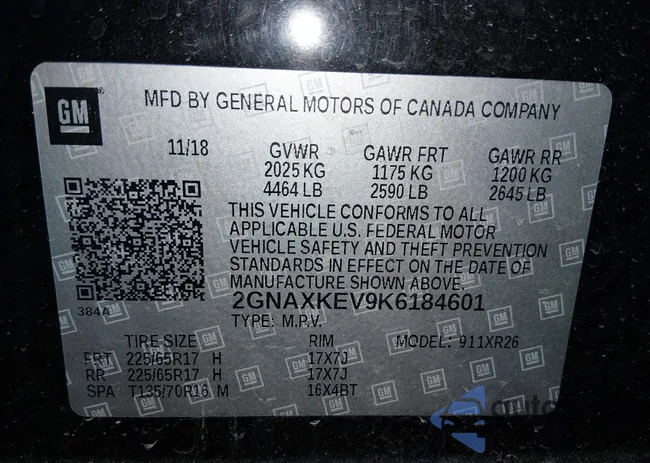 GM
MFD BY GENERAL MOTORS OF CANADA COMPANY
11/18 GVWR GAWR FRT GAWR RR
2025 KG 1175 KG 1200 KG
4464 LB 2590 LB 2645 LB
THIS VEHICLE CONFORMS TO ALL
APPLICABLE U.S. FEDERAL MOTOR
VEHICLE SAFETY AND THEFT PREVENTION
STANDARDS IN EFFECT ON THE DATE OF
MANUFACTURE SHOWN ABOVE.
384A
2GNAXKEV9K6184601
TYPE: M.P.V.
TIRE SIZE RIM MODEL: 911XR26
FRT 225/65R17 H 17X7J
RR 225/65R17 H 17X7J
SPA T135/70R16 M 16X4BT